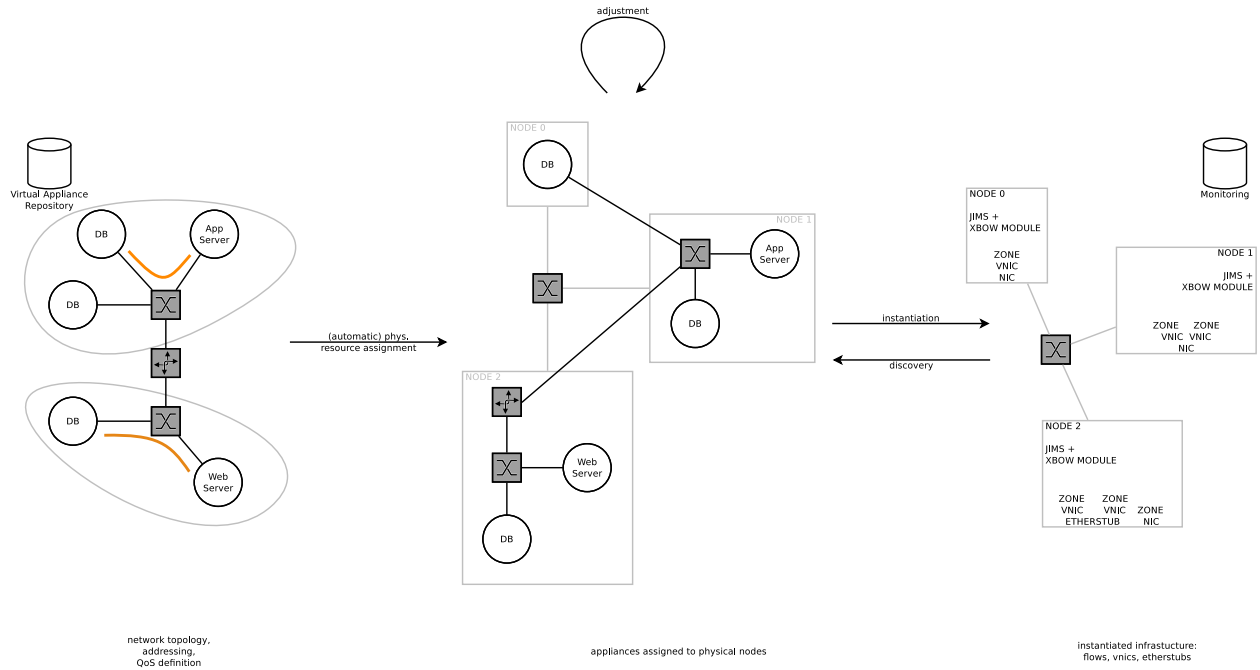 adjustment
Virtual Appliance
Repository
DB
App
Server
DB
DB
Web
Server
network topology,
addressing,
QoS definition
(automatic) phys.
resource assignment
NODE 0
DB
NODE 1
App
Server
DB
NODE 2
Web
Server
DB
appliances assigned to physical nodes
instantiation
discovery
Monitoring
NODE 0
JIMS +
XBOW MODULE
ZONE
VNIC
NIC
NODE 1
JIMS +
XBOW MODULE
ZONE ZONE
VNIC VNIC
NIC
NODE 2
JIMS +
XBOW MODULE
ZONE ZONE
VNIC VNIC ZONE
ETHERSTUB NIC
instantiated infrastucture:
flows, vnics, etherstubs